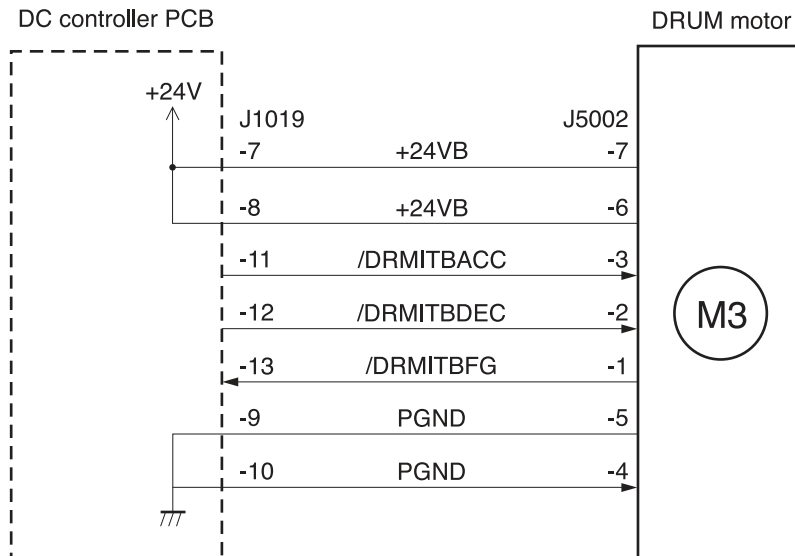 DC controller PCB DRUM motor
+24V
J1019 J5002
-7 +24VB -7
-8 +24VB -6
-11 /DRMITBACC -3
-12 /DRMITBDEC -2
M3
-13 /DRMITBFG -1
-9 PGND -5
-10 PGND -4